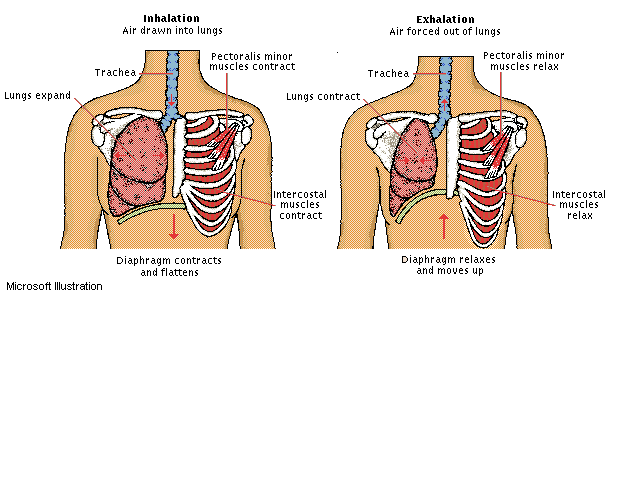 Inhalation
Air drawn into lungs
Trachea
Pectoralis minor
muscles contract
Lungs expand
Intercostal
muscles
contract
Diaphragm contracts
and flattens
Exhalation
Air forced out of lungs
Trachea
Pectoralis minor
muscles relax
Lungs contract
Intercostal
muscles
relax
Diaphragm relaxes
and moves up
Microsoft Illustration